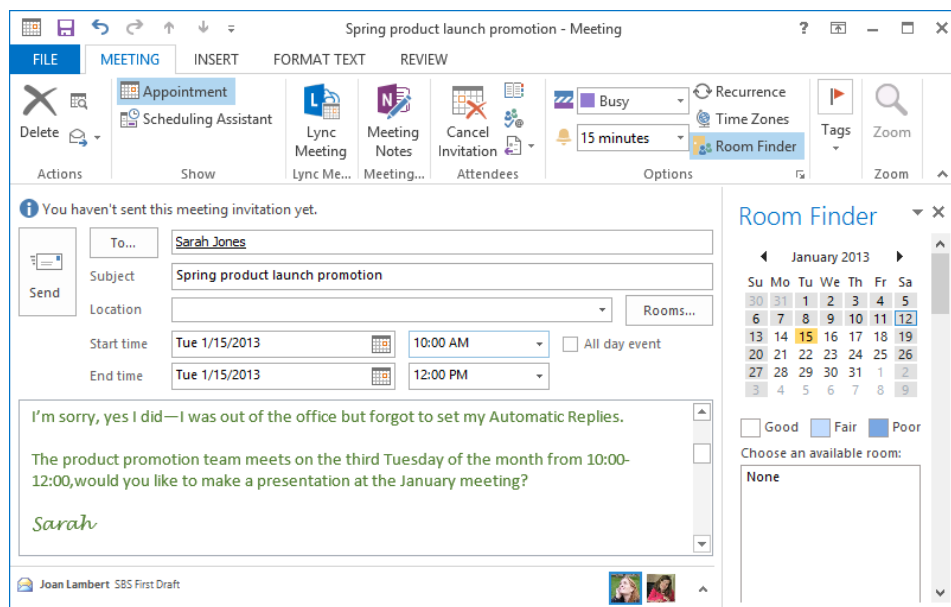 Spring product launch promotion - Meeting
?
FILE MEETING INSERT FORMAT TEXT REVIEW
Delete
Actions
Appointment
Scheduling Assistant
Show
Lync
Meeting
Lync Me...
Meeting
Notes
Meeting...
Cancel
Invitation
Attendees
Busy
15 minutes
Recurrence
Time Zones
Room Finder
Options
Tags
Zoom
Zoom
You haven't sent this meeting invitation yet.
Send
To... Sarah Jones
Subject Spring product launch promotion
Location Rooms...
Start time Tue 1/15/2013 10:00 AM All day event
End time Tue 1/15/2013 12:00 PM
I'm sorry, yes I did—I was out of the office but forgot to set my Automatic Replies.
The product promotion team meets on the third Tuesday of the month from 10:00-
12:00,would you like to make a presentation at the January meeting?
Sarah
Joan Lambert SBS First Draft
Room Finder
January 2013
Su Mo Tu We Th Fr Sa
30 31 1 2 3 4 5
6 7 8 9 10 11 12
13 14 15 16 17 18 19
20 21 22 23 24 25 26
27 28 29 30 31 1 2
3 4 5 6 7 8 9
Good Fair Poor
Choose an available room:
None